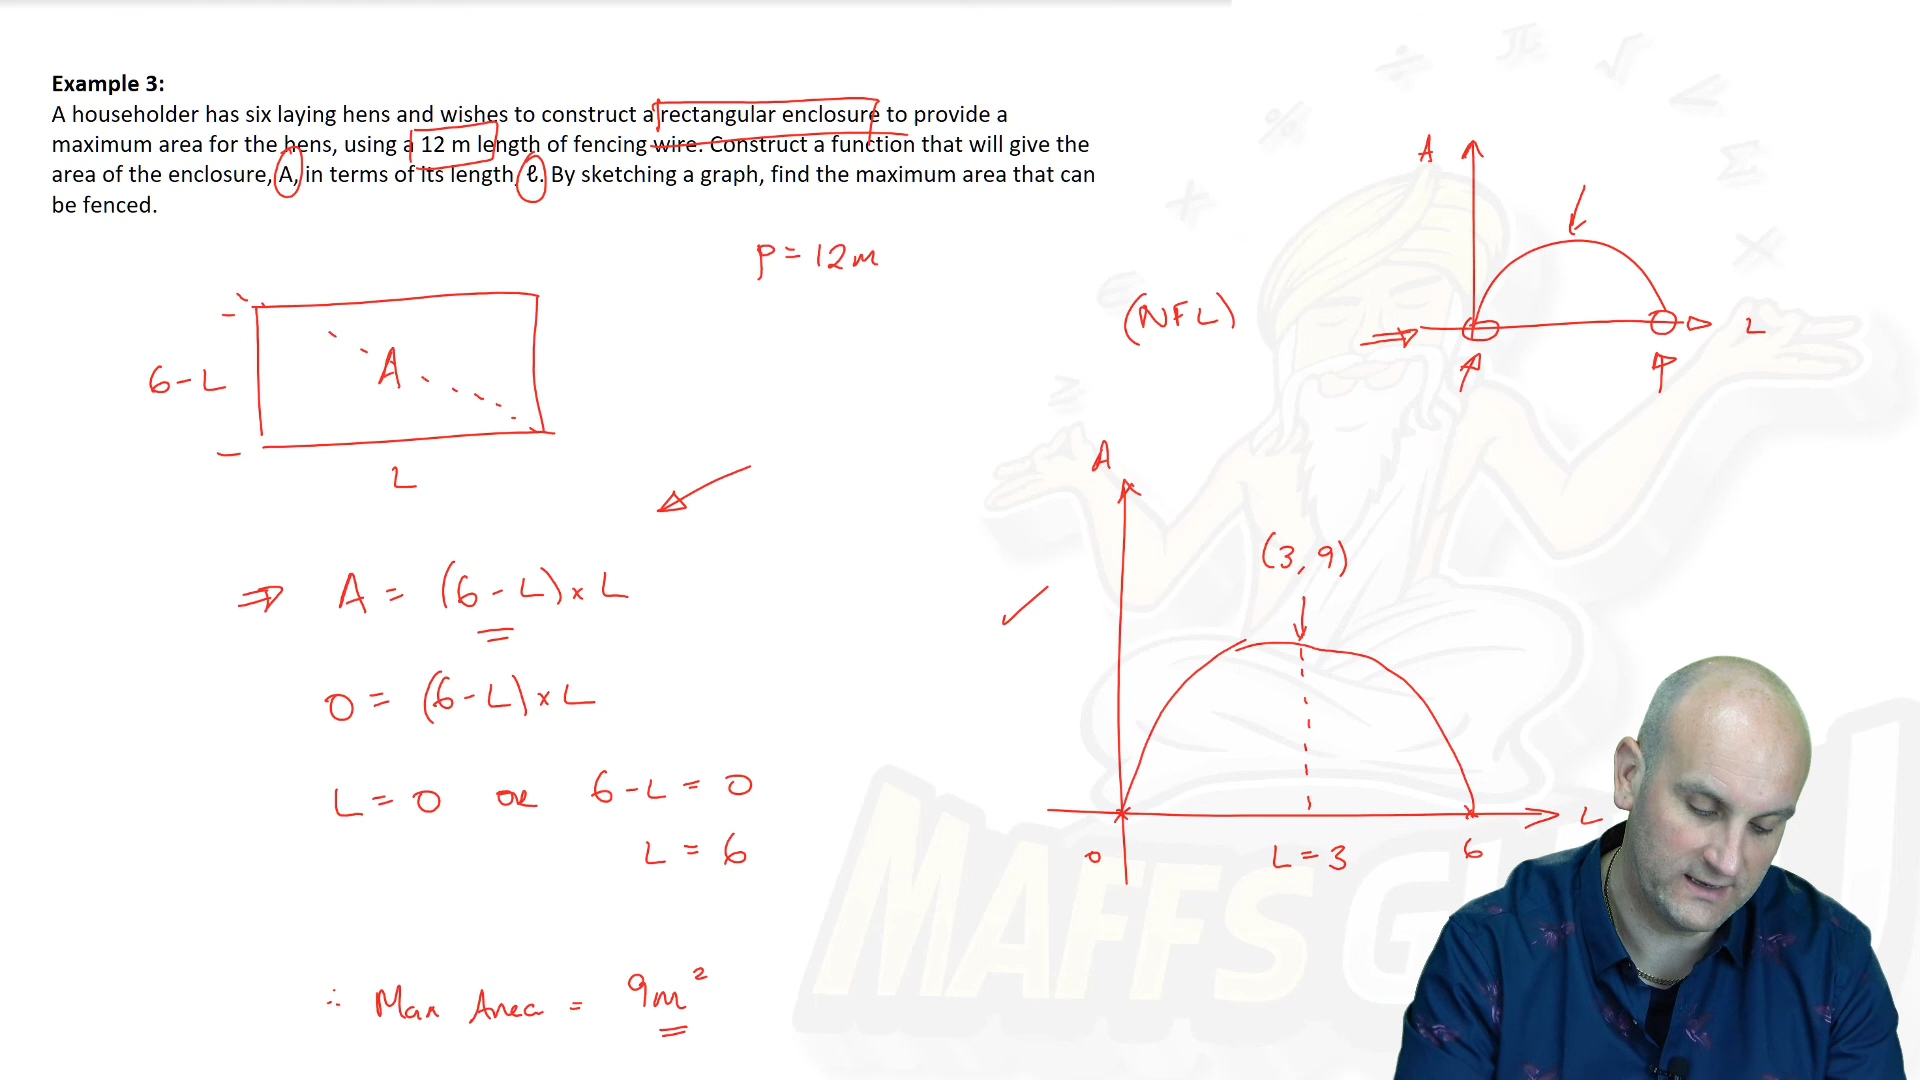 Example 3:
A householder has six laying hens and wishes to construct a rectangular enclosure to provide a
maximum area for the hens, using a 12 m length of fencing wire. Construct a function that will give the
area of the enclosure, A, in terms of its length, ℓ. By sketching a graph, find the maximum area that can
be fenced.
P = 12m
A
(NFL)
L
6-L
A
L
A
(3, 9)
⇒ A = (6-L) × L
0 = (6-L) × L
L = 0 or 6-L = 0
L = 6
0 L = 3 6
L
∴ Max Area = 9m²
MAFFS G